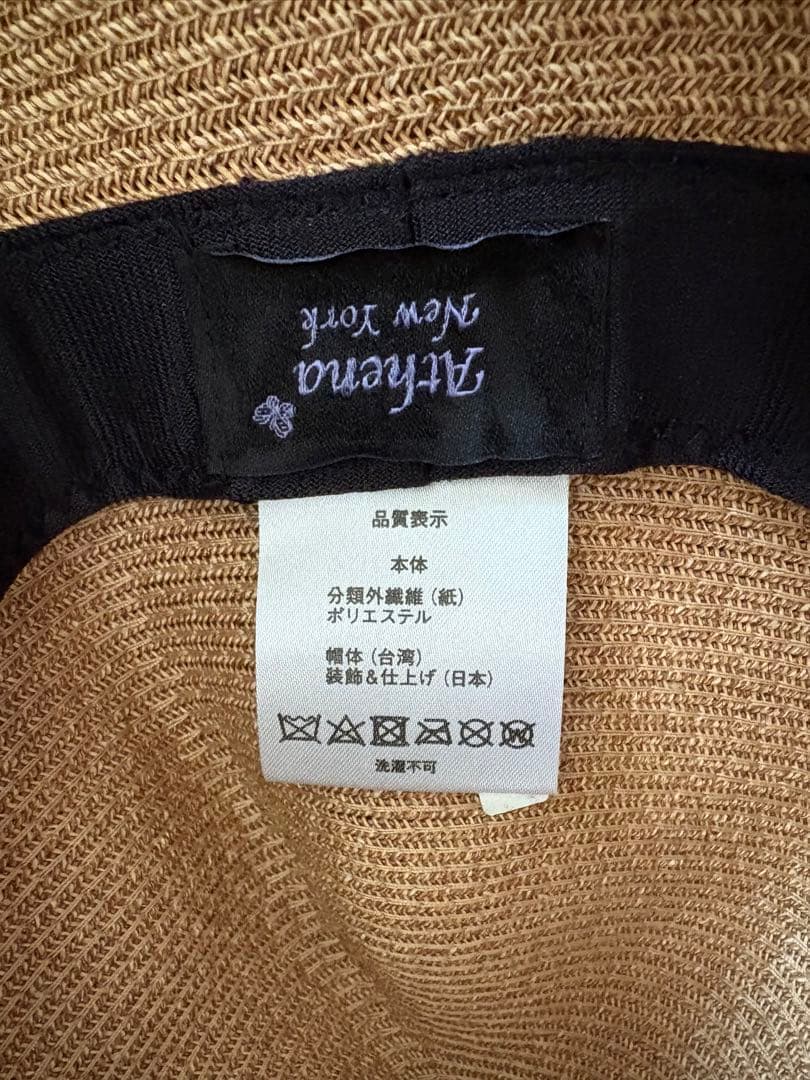 Athena
New York
品質表示
本体
分類外繊維 (紙)
ポリエステル
帽体 (台湾)
装飾&仕上げ (日本)
W
洗濯不可